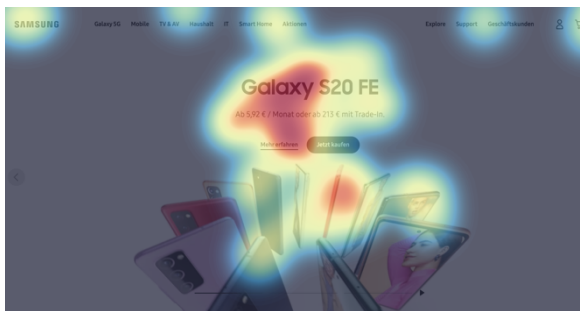 SAMSUNG
Galaxy 5G Mobile TV & AV Haushalt IT Smart Home Aktionen Explore Support Geschäftskunden
Galaxy S20 FE
Ab 5,92 € / Monat oder ab 213 € mit Trade-in.
Mehr erfahren Jetzt kaufen